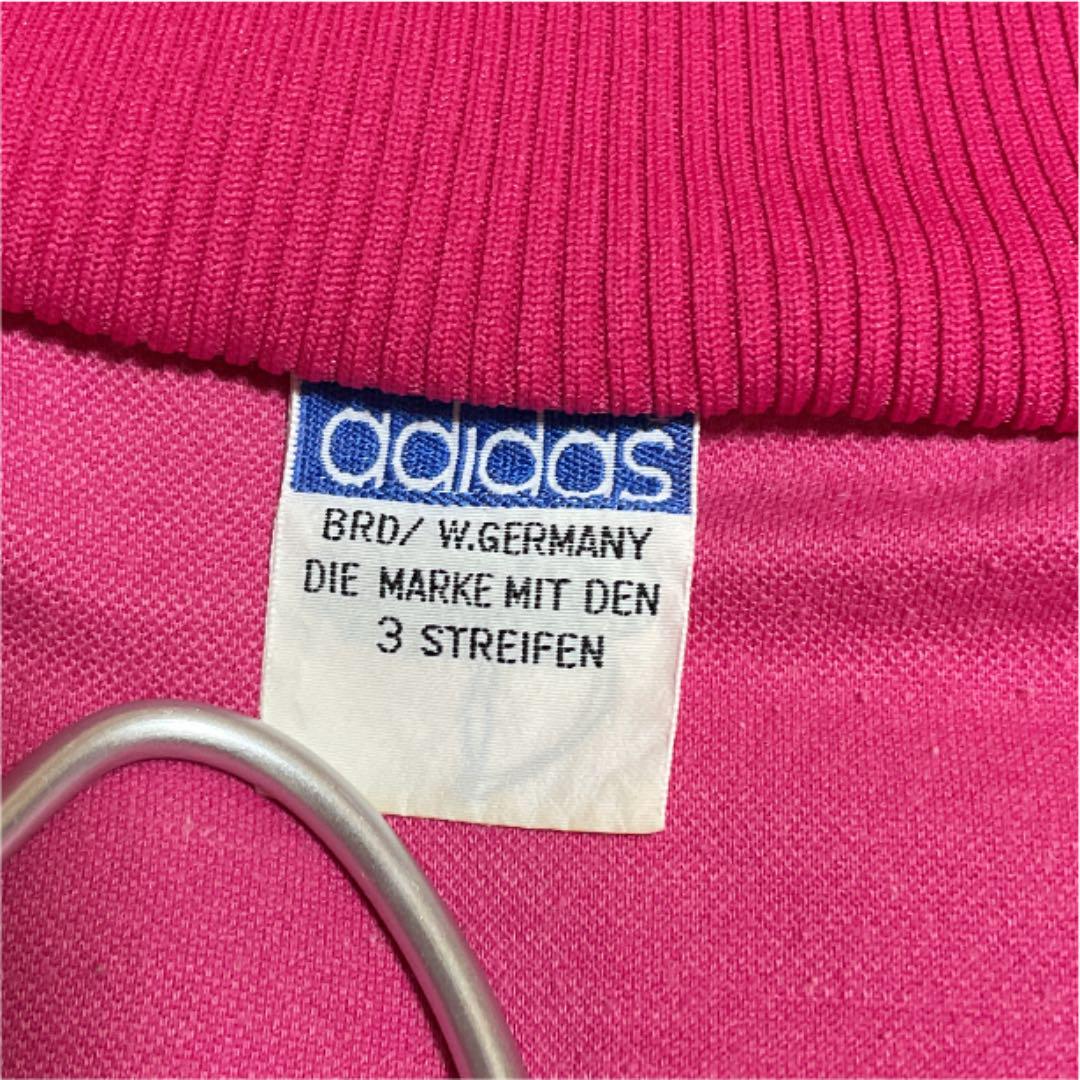 adidas
BRD/ W.GERMANY
DIE MARKE MIT DEN
3 STREIFEN